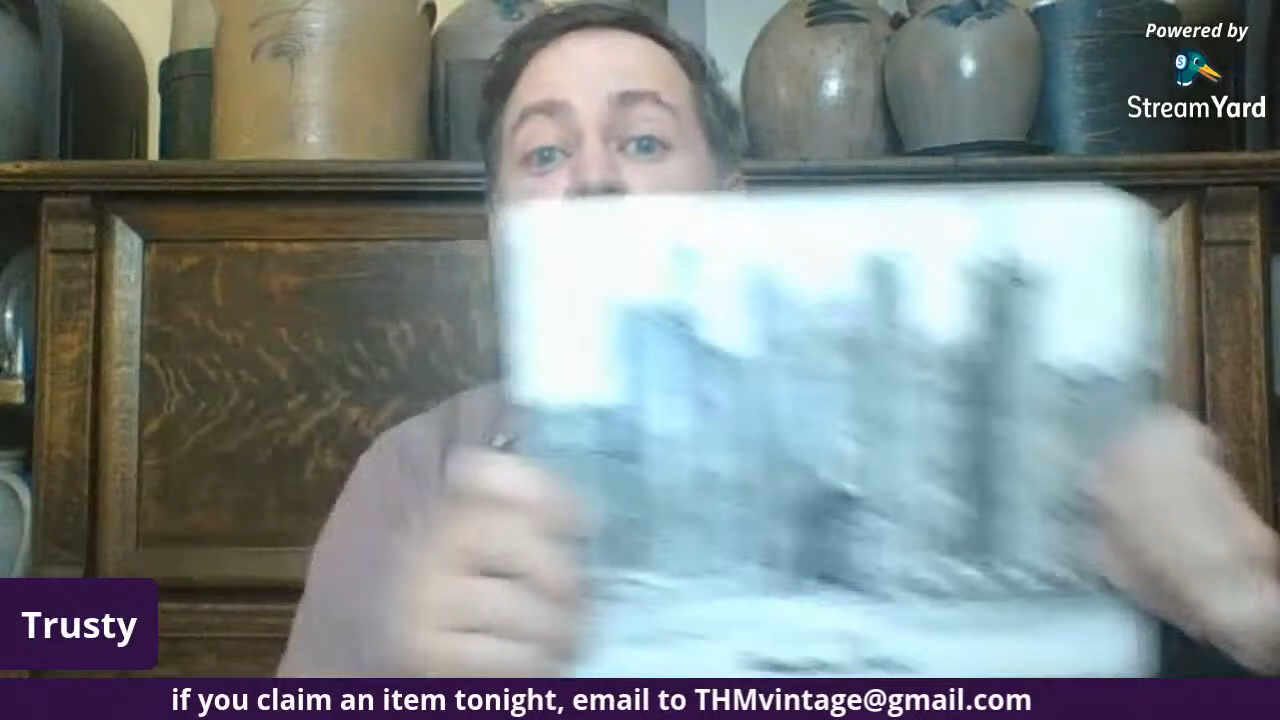 Powered by
StreamYard
Trusty
if you claim an item tonight, email to THMvintage@gmail.com